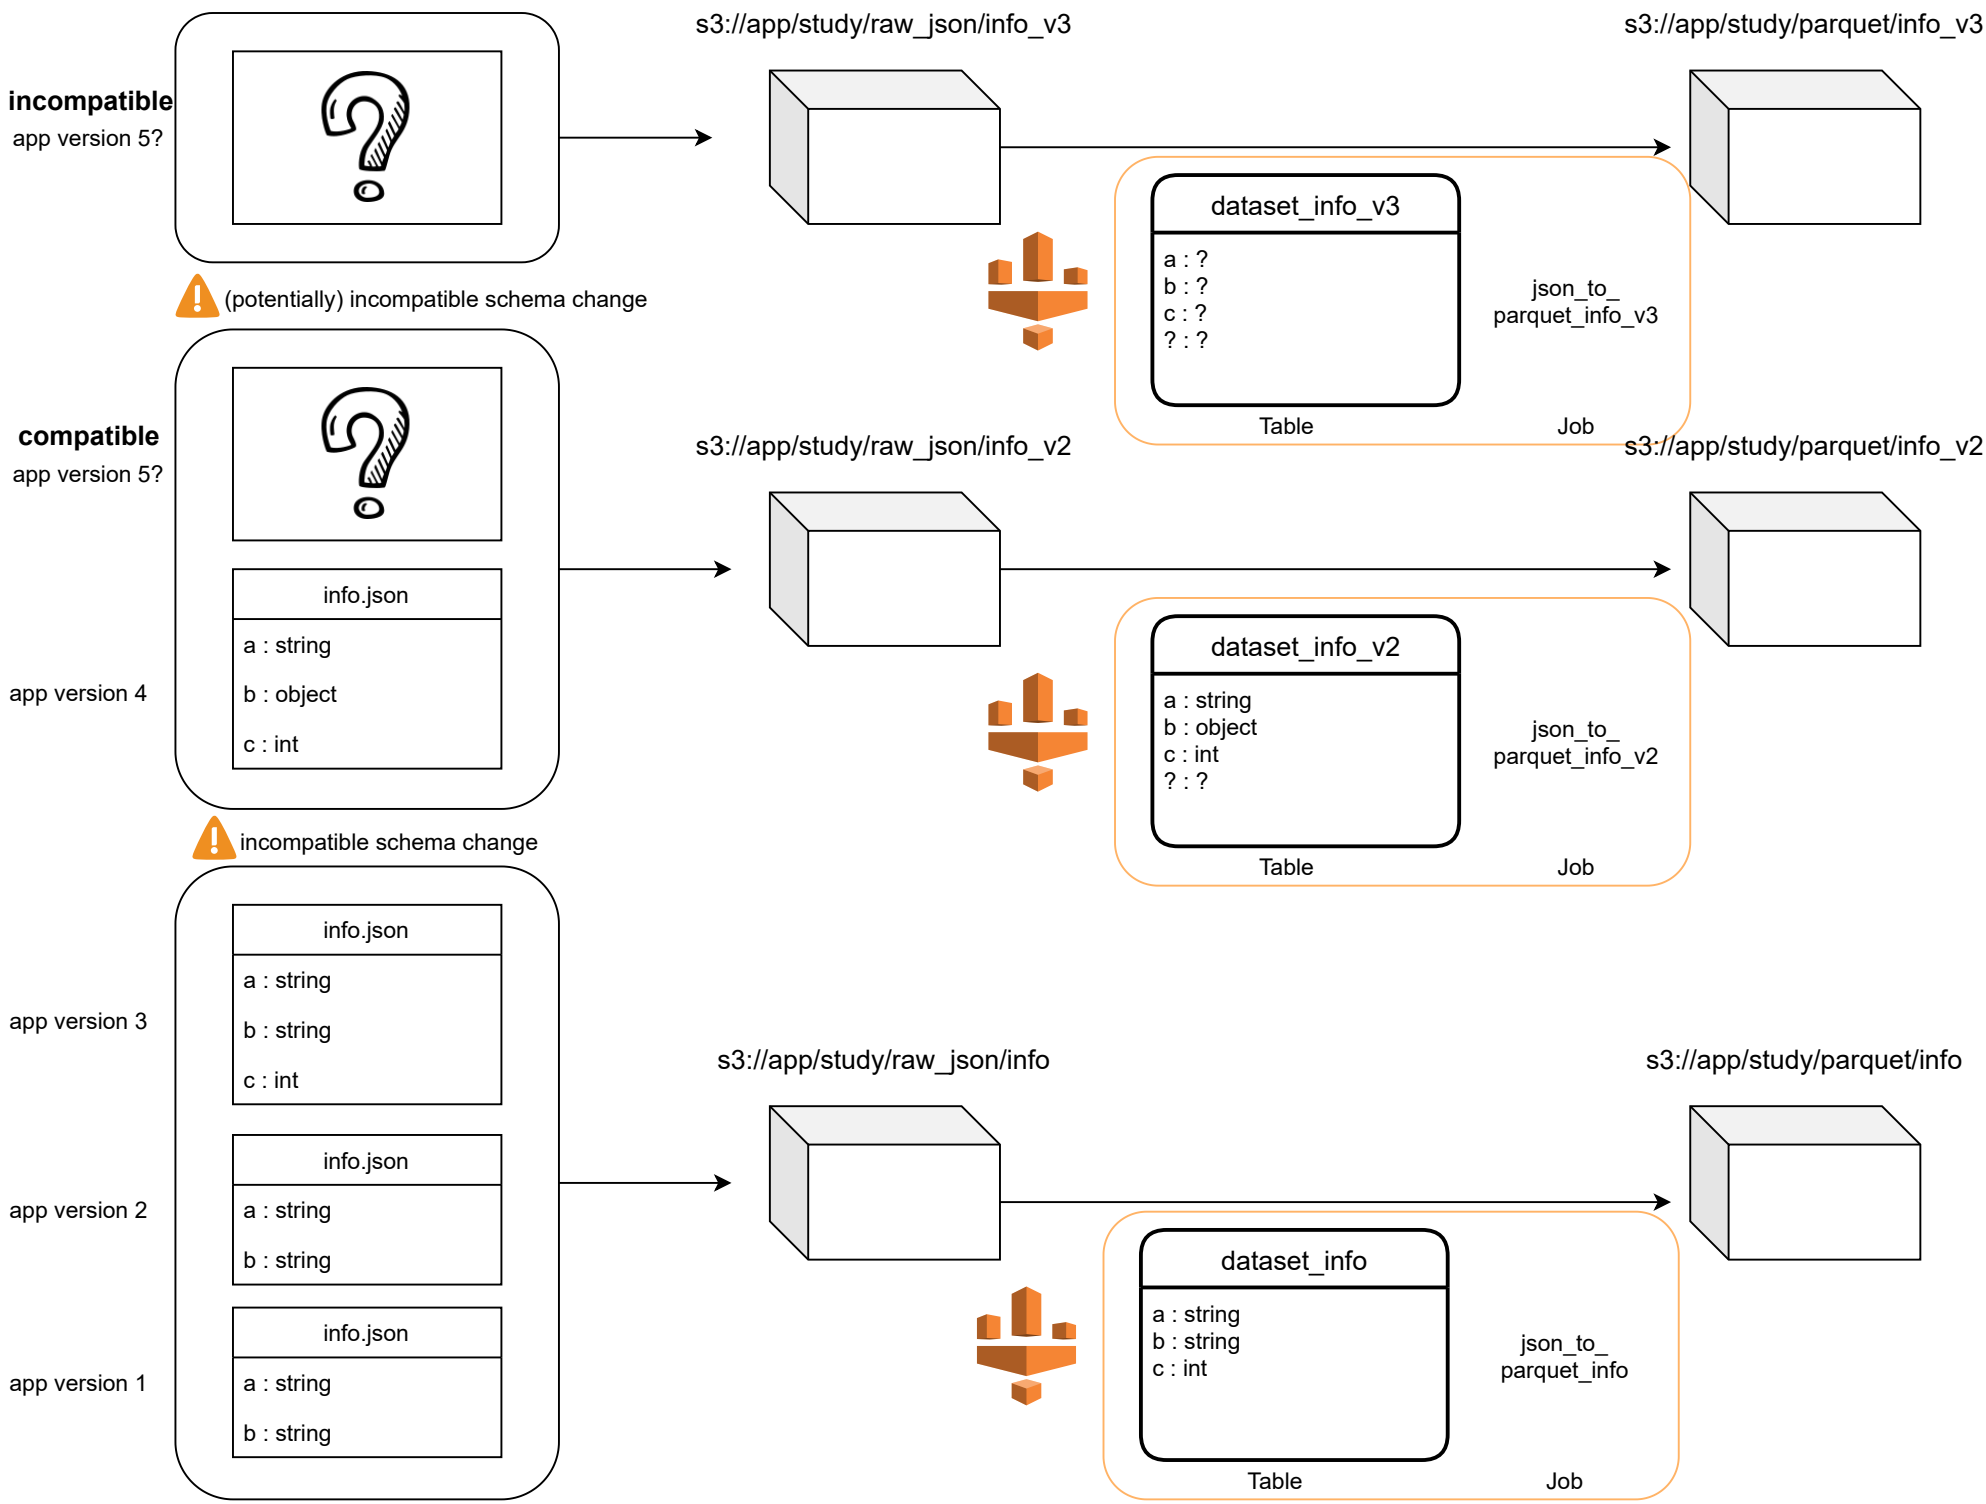 s3://app/study/raw_json/info_v3
s3://app/study/parquet/info_v3
incompatible
app version 5?
dataset_info_v3
a : ?
b : ?
c : ?
? : ?
json_to_
parquet_info_v3
Table
Job
(potentially) incompatible schema change
compatible
app version 5?
s3://app/study/raw_json/info_v2
s3://app/study/parquet/info_v2
info.json
a : string
b : object
c : int
app version 4
dataset_info_v2
a : string
b : object
c : int
? : ?
json_to_
parquet_info_v2
Table
Job
incompatible schema change
info.json
a : string
b : string
c : int
app version 3
s3://app/study/raw_json/info
s3://app/study/parquet/info
info.json
a : string
b : string
app version 2
info.json
a : string
b : string
app version 1
dataset_info
a : string
b : string
c : int
json_to_
parquet_info
Table
Job